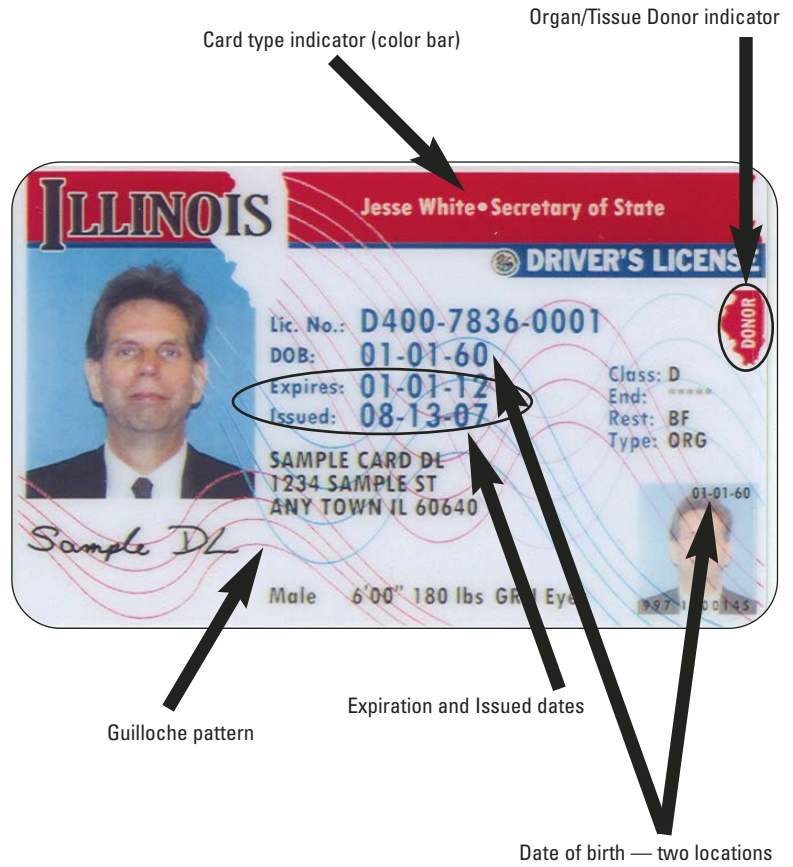 Organ/Tissue Donor indicator
Card type indicator (color bar)
ILLINOIS
Jesse White•Secretary of State
DRIVER'S LICENSE
DONOR
Lic. No.: D400-7836-0001
DOB: 01-01-60
Expires: 01-01-12
Issued: 08-13-07
Class: D
End: *****
Rest: BF
Type: ORG
SAMPLE CARD DL
1234 SAMPLE ST
ANY TOWN IL 60640
01-01-60
Sample DL
Male 6'00" 180 lbs
Expiration and Issued dates
Guilloche pattern
Date of birth — two locations